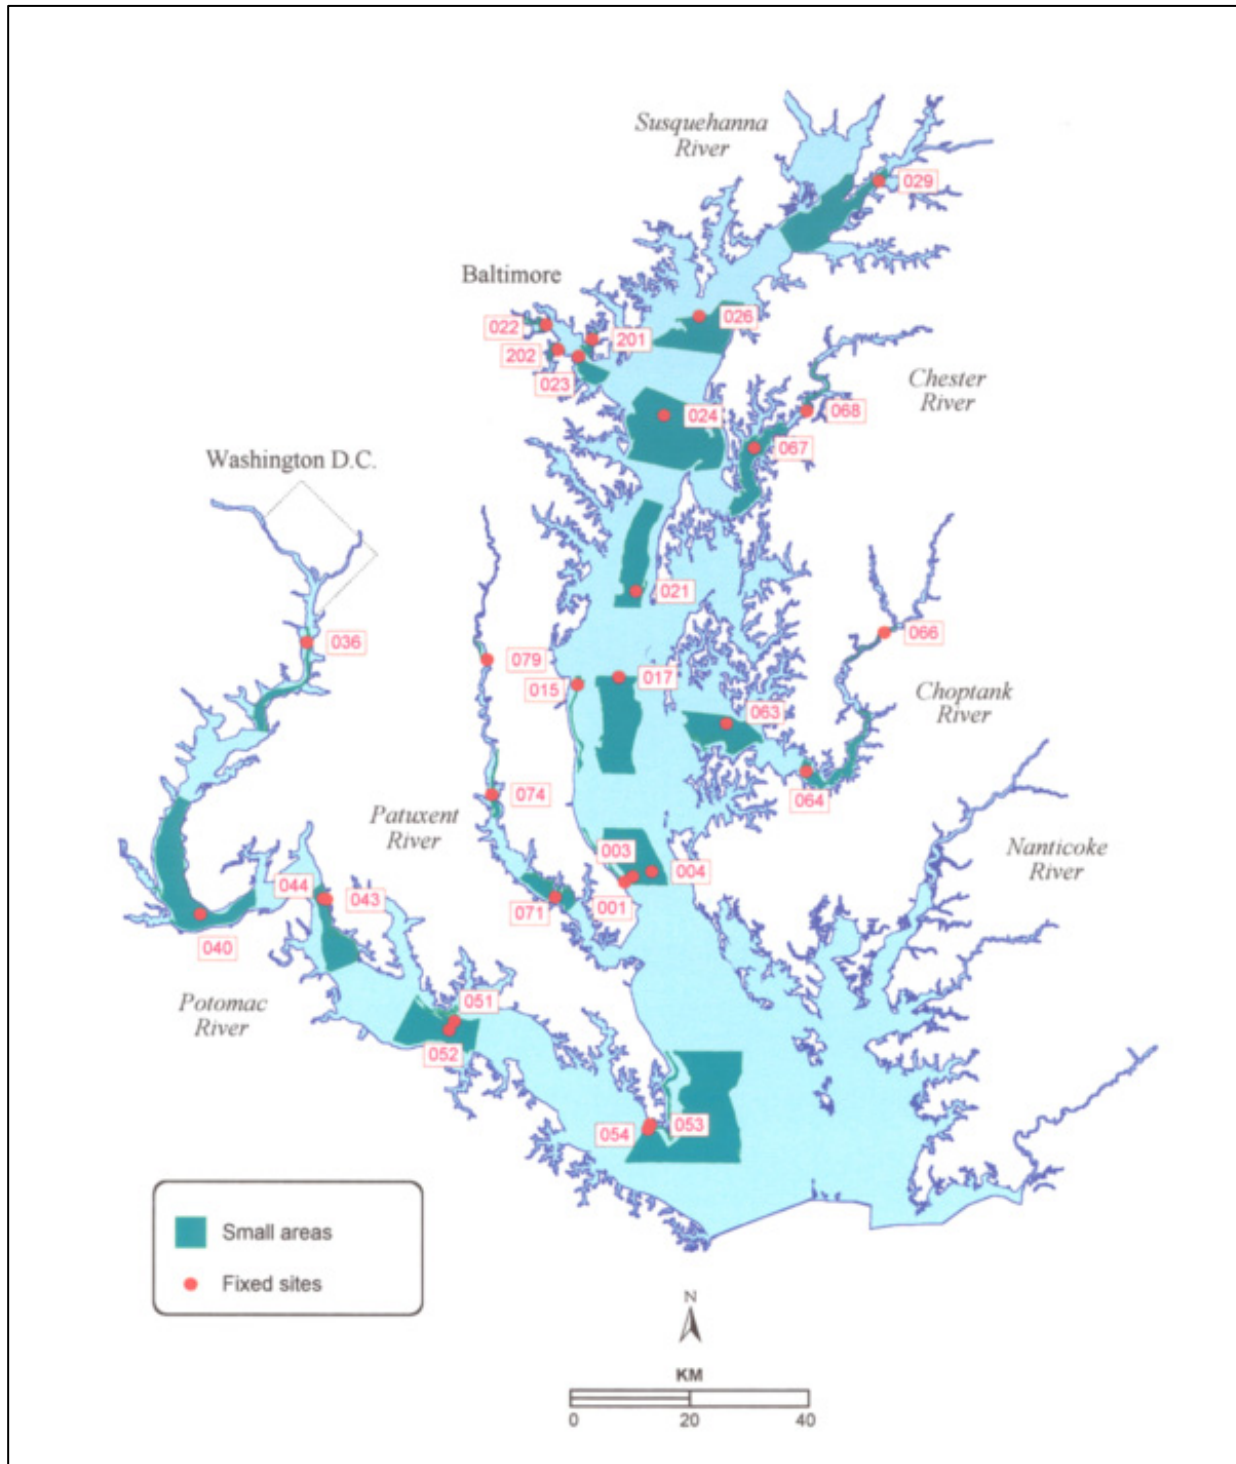 Susquehanna
River
029
Baltimore
026
022
201
202
023
Chester
River
024
068
067
Washington D.C.
021
066
036
079
015
017
Choptank
River
063
064
074
Patuxent
River
Nanticoke
River
003
004
044
043
071
001
040
Potomac
River
051
052
054
053
Small areas
Fixed sites
N
KM
0 20 40